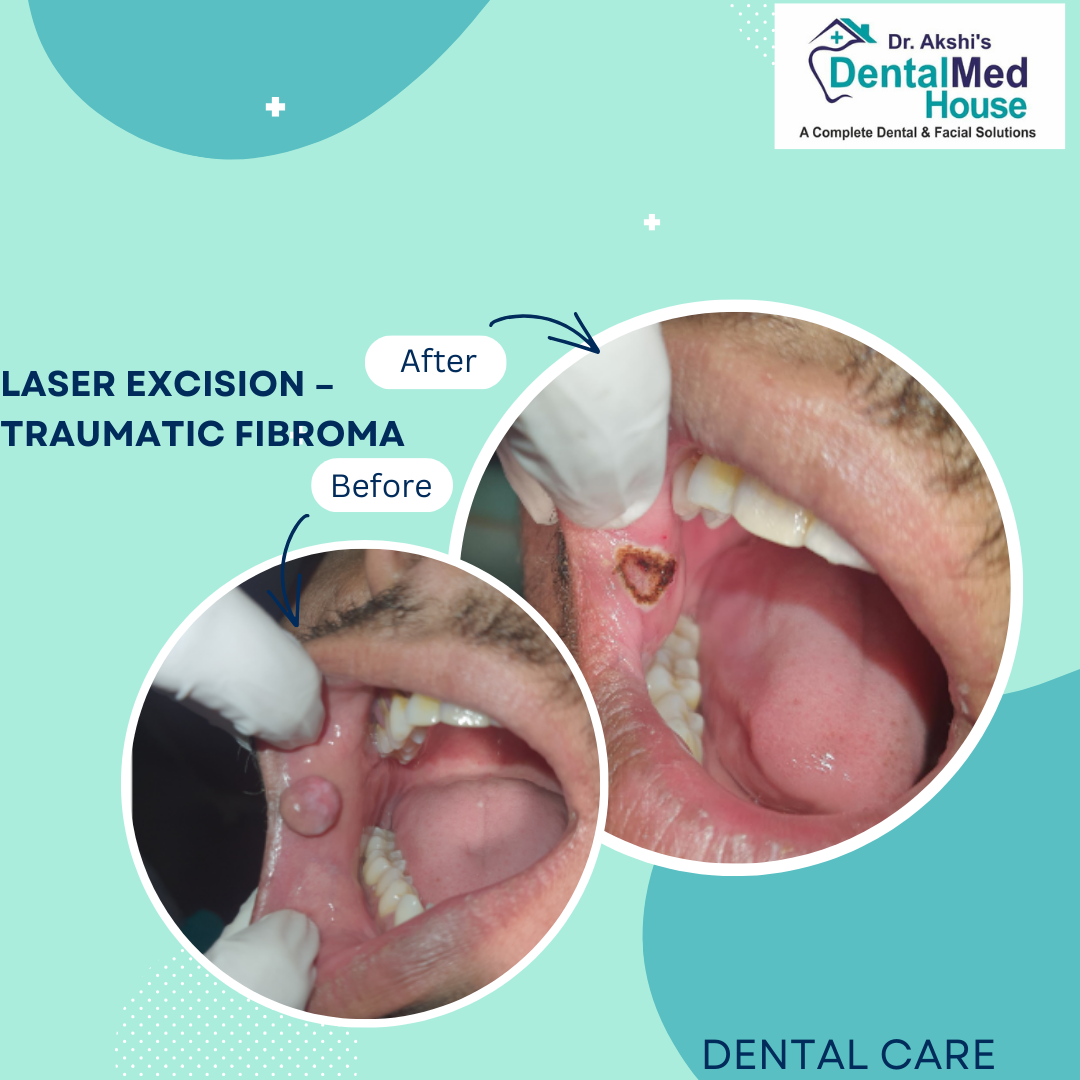 Dr. Akshi's
DentalMed
House
A Complete Dental & Facial Solutions
After
LASER EXCISION –
TRAUMATIC FIBROMA
Before
DENTAL CARE